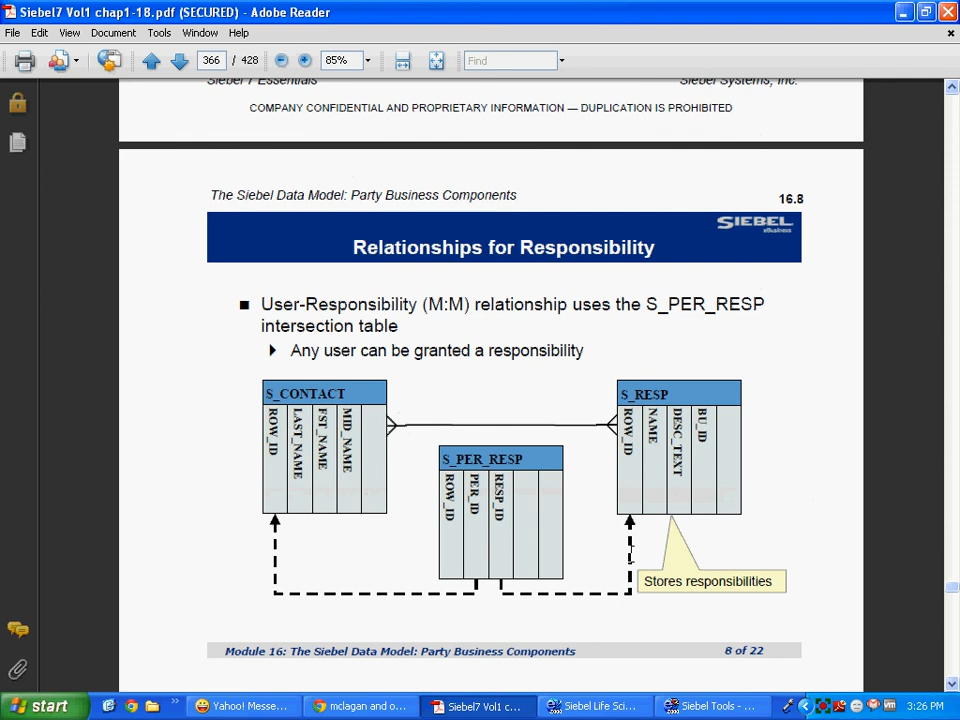 Siebel7 Vol1 chap1-18.pdf (SECURED) - Adobe Reader
File Edit View Document Tools Window Help
366 / 428 85% Find
Siebel 7 Essentials Siebel Systems, Inc.
COMPANY CONFIDENTIAL AND PROPRIETARY INFORMATION — DUPLICATION IS PROHIBITED
The Siebel Data Model: Party Business Components
16.8
SIEBEL
eBusiness
Relationships for Responsibility
User-Responsibility (M:M) relationship uses the S_PER_RESP
intersection table
Any user can be granted a responsibility
S_CONTACT
ROW_ID
LAST_NAME
FST_NAME
MID_NAME
S_PER_RESP
ROW_ID
PER_ID
RESP_ID
S_RESP
ROW_ID
NAME
DESC_TEXT
BU_ID
Stores responsibilities
Module 16: The Siebel Data Model: Party Business Components 8 of 22
start Yahoo! Messe... mclagan and o... Siebel7 Vol1 c... Siebel Life Sci... Siebel Tools - ... 3:26 PM